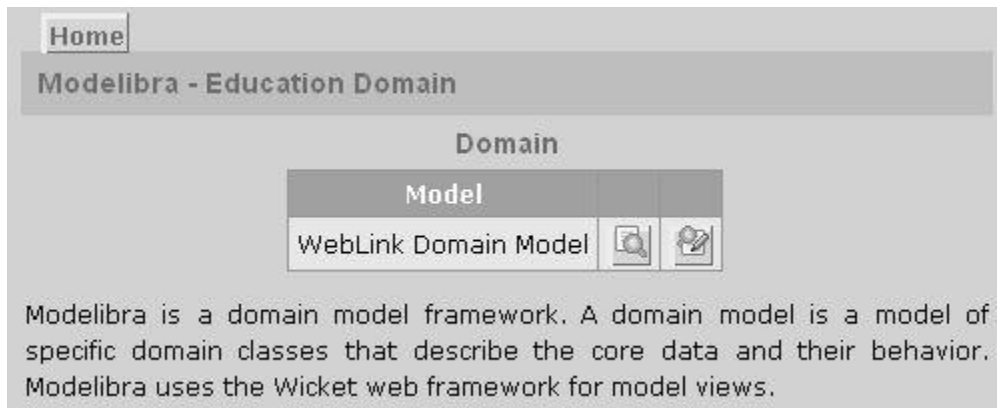 Home
Modelibra - Education Domain
Domain
Model
WebLink Domain Model
Modelibra is a domain model framework. A domain model is a model of
specific domain classes that describe the core data and their behavior.
Modelibra uses the Wicket web framework for model views.